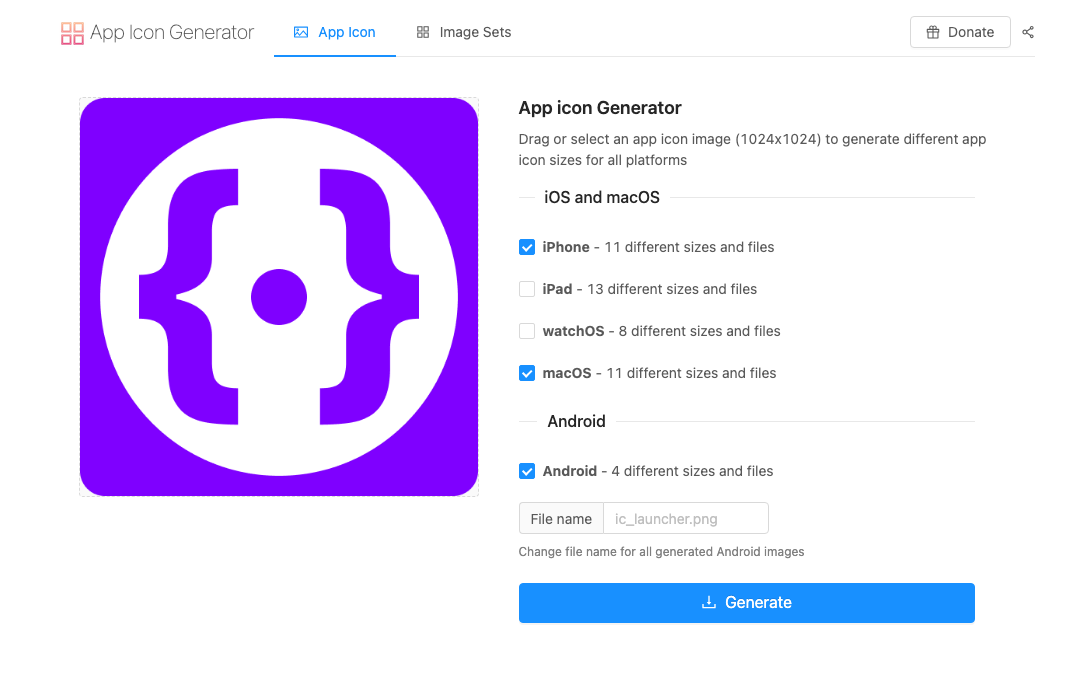 App Icon Generator
App Icon
Image Sets
Donate
App icon Generator
Drag or select an app icon image (1024x1024) to generate different app
icon sizes for all platforms
iOS and macOS
iPhone - 11 different sizes and files
iPad - 13 different sizes and files
watchOS - 8 different sizes and files
macOS - 11 different sizes and files
Android
Android - 4 different sizes and files
File name
ic_launcher.png
Change file name for all generated Android images
Generate